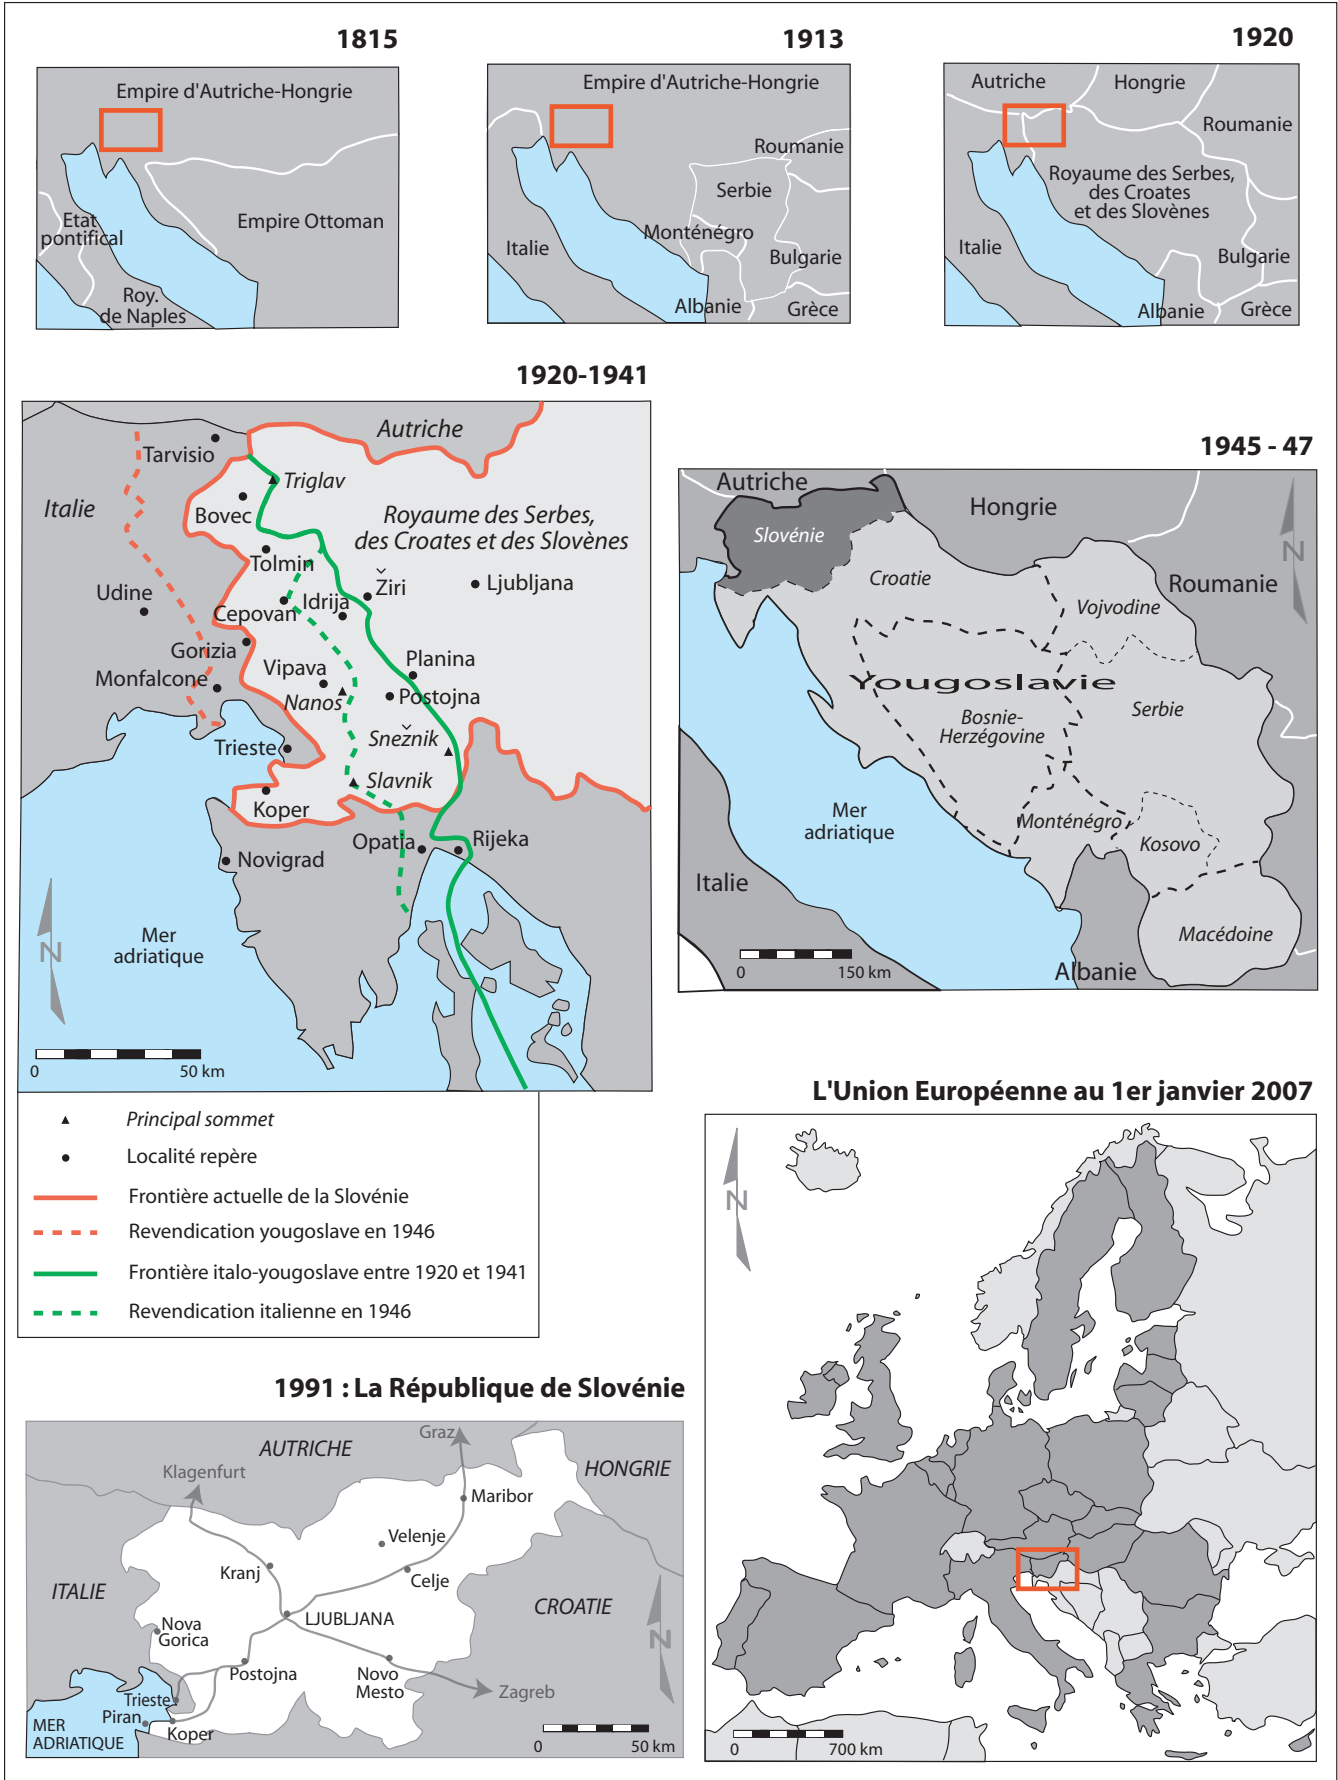 1815
Empire d'Autriche-Hongrie
Empire Ottoman
Etat
pontifical
Roy.
de Naples
1913
Empire d'Autriche-Hongrie
Roumanie
Serbie
Monténégro
Italie
Bulgarie
Albanie
Grèce
1920
Autriche
Hongrie
Roumanie
Royaume des Serbes,
des Croates
et des Slovènes
Italie
Bulgarie
Albanie
Grèce
1920-1941
Autriche
Tarvisio
Triglav
Italie
Bovec
Royaume des Serbes,
des Croates et des Slovènes
Tolmin
Žiri
Ljubljana
Udine
Cepovan
Idrija
Gorizia
Planina
Vipava
Monfalcone
Nanos
Postojna
Snežnik
Trieste
Slavnik
Koper
Opatia
Rijeka
Novigrad
Mer
adriatique
N
0
50 km
Principal sommet
Localité repère
Frontière actuelle de la Slovénie
Revendication yougoslave en 1946
Frontière italo-yougoslave entre 1920 et 1941
Revendication italienne en 1946
1945 - 47
Autriche
Hongrie
Slovénie
N
Croatie
Roumanie
Vojvodine
Yougoslavie
Bosnie-
Herzégovine
Serbie
Mer
adriatique
Monténégro
Kosovo
Italie
Macédoine
Albanie
0
150 km
L'Union Européenne au 1er janvier 2007
N
0
700 km
1991 : La République de Slovénie
Graz
AUTRICHE
HONGRIE
Klagenfurt
Maribor
Velenje
Kranj
Celje
ITALIE
LJUBLJANA
CROATIE
Nova
Gorica
N
Postojna
Novo
Mesto
Zagreb
Trieste
Piran
Koper
MER
ADRIATIQUE
0
50 km